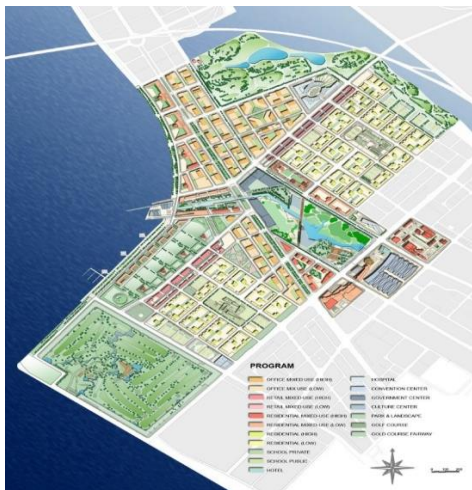 PROGRAM
OFFICE MIXED USE (HIGH)
OFFICE MIX USE (LOW)
RETAIL MIXED USE (HIGH)
RETAIL MIXED USE (LOW)
RESIDENTIAL MIXED USE (HIGH)
RESIDENTIAL MIXED USE (LOW)
RESIDENTIAL (HIGH)
RESIDENTIAL (LOW)
SCHOOL PRIVATE
SCHOOL PUBLIC
HOTEL
HOSPITAL
CONVENTION CENTER
GOVERNMENT CENTER
CULTURE CENTER
PARK & LANDSCAPE
GOLF COURSE
GOLD COURSE FAIRWAY